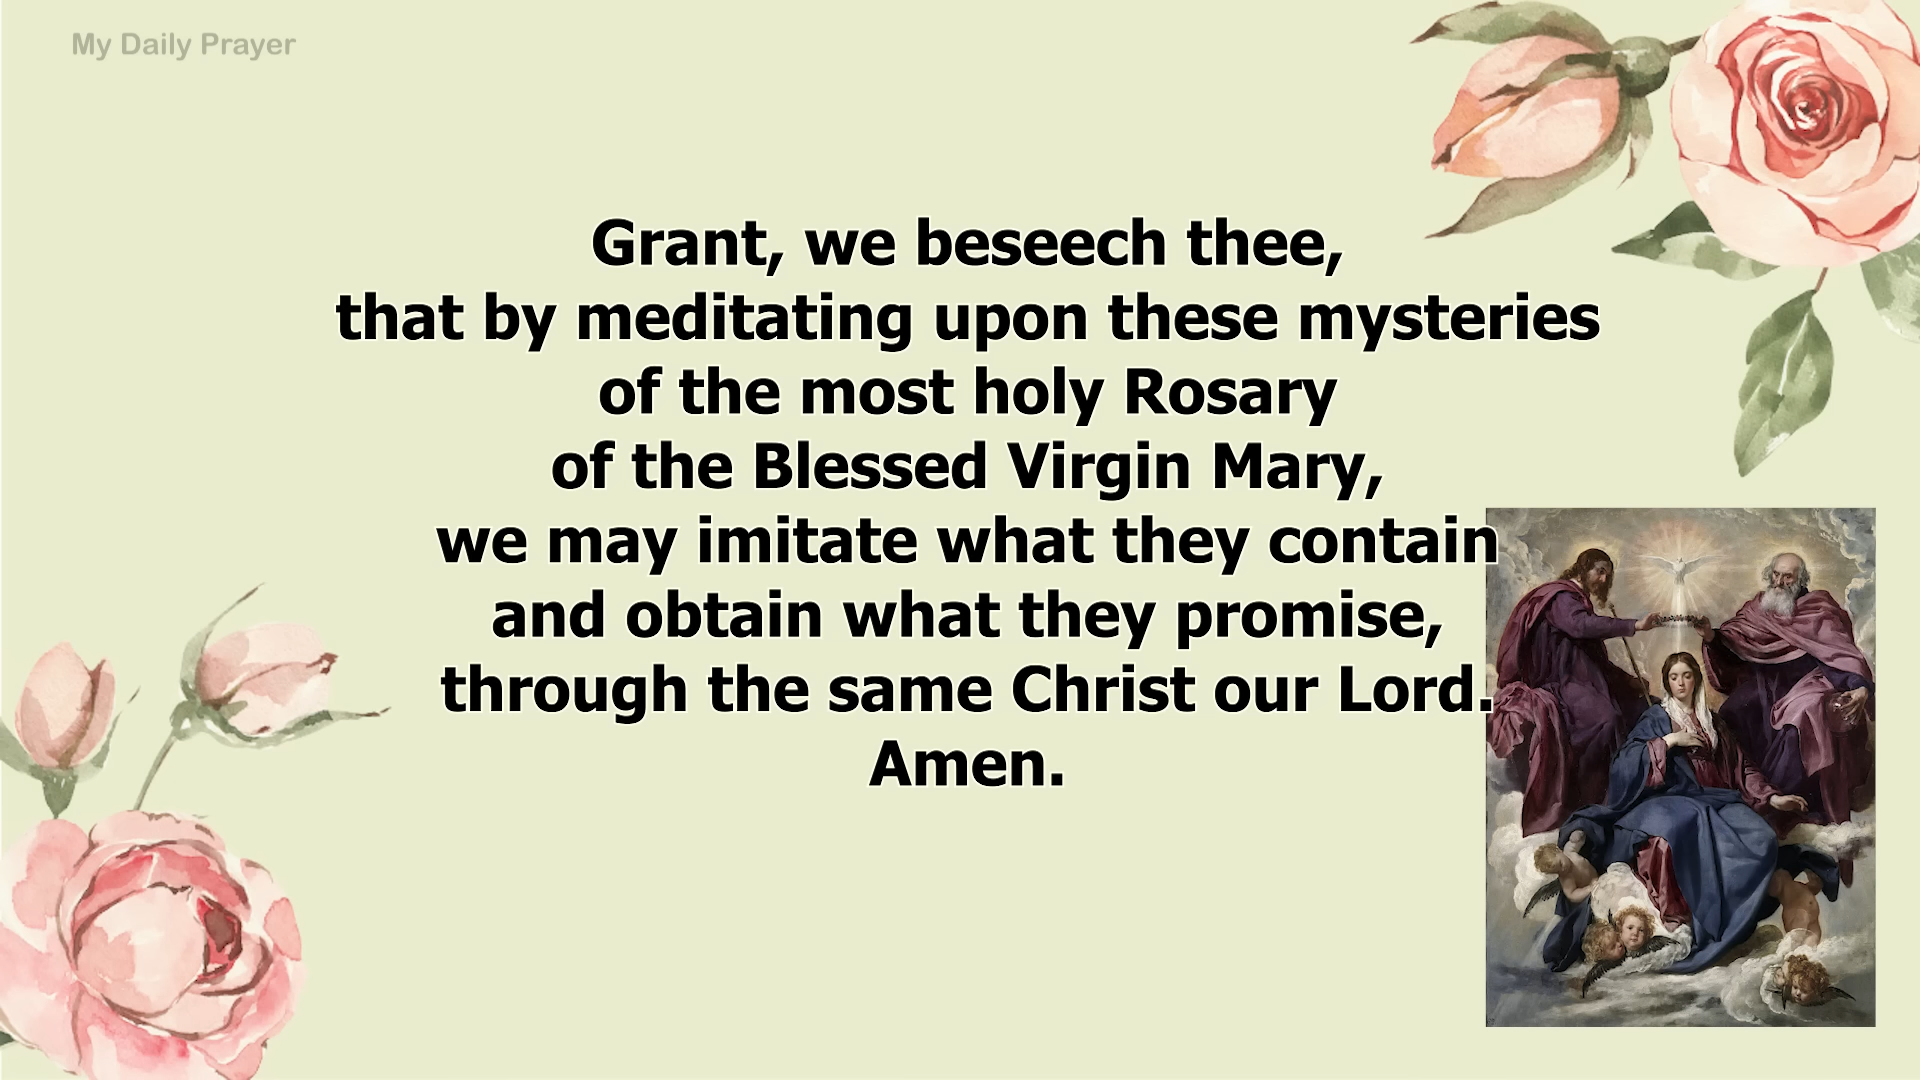 My Daily Prayer
Grant, we beseech thee,
that by meditating upon these mysteries
of the most holy Rosary
of the Blessed Virgin Mary,
we may imitate what they contain
and obtain what they promise,
through the same Christ our Lord.
Amen.